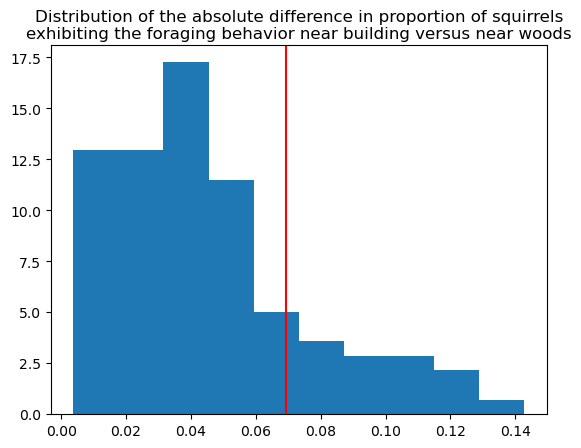 Distribution of the absolute difference in proportion of squirrels
exhibiting the foraging behavior near building versus near woods
17.5
15.0
12.5
10.0
7.5
5.0
2.5
0.0
0.00 0.02 0.04 0.06 0.08 0.10 0.12 0.14